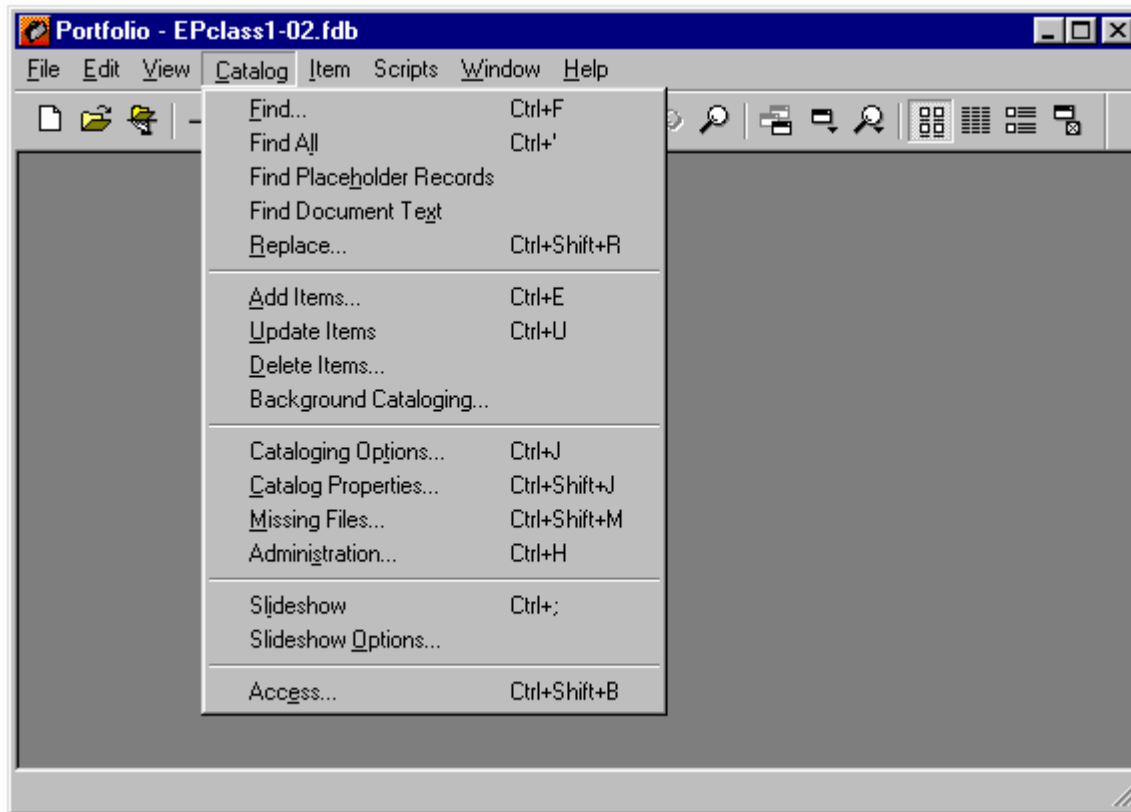 Portfolio - EPclass1-02.fdb
File Edit View Catalog Item Scripts Window Help
Find... Ctrl+F
Find All Ctrl+'
Find Placeholder Records
Find Document Text
Replace... Ctrl+Shift+R
Add Items... Ctrl+E
Update Items Ctrl+U
Delete Items...
Background Cataloging...
Cataloging Options... Ctrl+J
Catalog Properties... Ctrl+Shift+J
Missing Files... Ctrl+Shift+M
Administration... Ctrl+H
Slideshow Ctrl+;
Slideshow Options...
Access... Ctrl+Shift+B